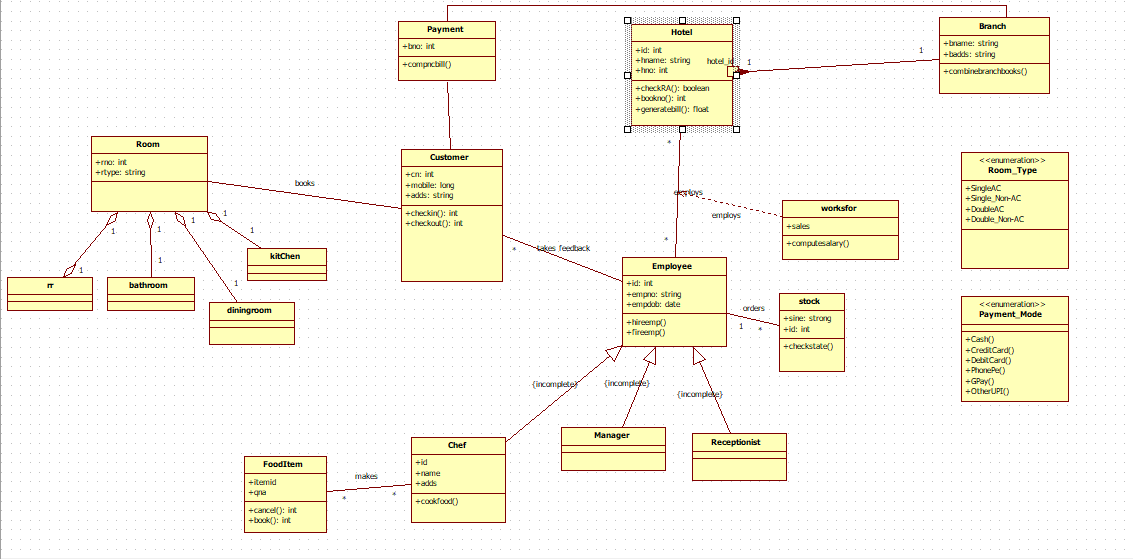 Payment
+bno: int
+compncbill()
Hotel
+id: int
+hname: string
+hno: int
+checkRA(): boolean
+bookno(): int
+generatebill(): float
hotel_id
1
1
Branch
+bname: string
+badds: string
+combinebranchbooks()
Room
+rno: int
+rtype: string
books
Customer
+cn: int
+mobile: long
+adds: string
+checkin(): int
+checkout(): int
*
employs
employs
*
worksfor
+sales
+computesalary()
<<enumeration>>
Room_Type
+SingleAC
+Single_Non-AC
+DoubleAC
+Double_Non-AC
1
1
1
1
1
1
1
1
rr
bathroom
diningroom
kitChen
*
takes feedback
Employee
+id: int
+empno: string
+empdob: date
+hireemp()
+fireemp()
orders
1
*
stock
+sine: strong
+id: int
+checkstate()
<<enumeration>>
Payment_Mode
+Cash()
+CreditCard()
+DebitCard()
+PhonePe()
+GPay()
+OtherUPI()
{incomplete}
{incomplete}
{incomplete}
Manager
Receptionist
Chef
+id
+name
+adds
+cookfood()
makes
*
*
FoodItem
+itemid
+qna
+cancel(): int
+book(): int